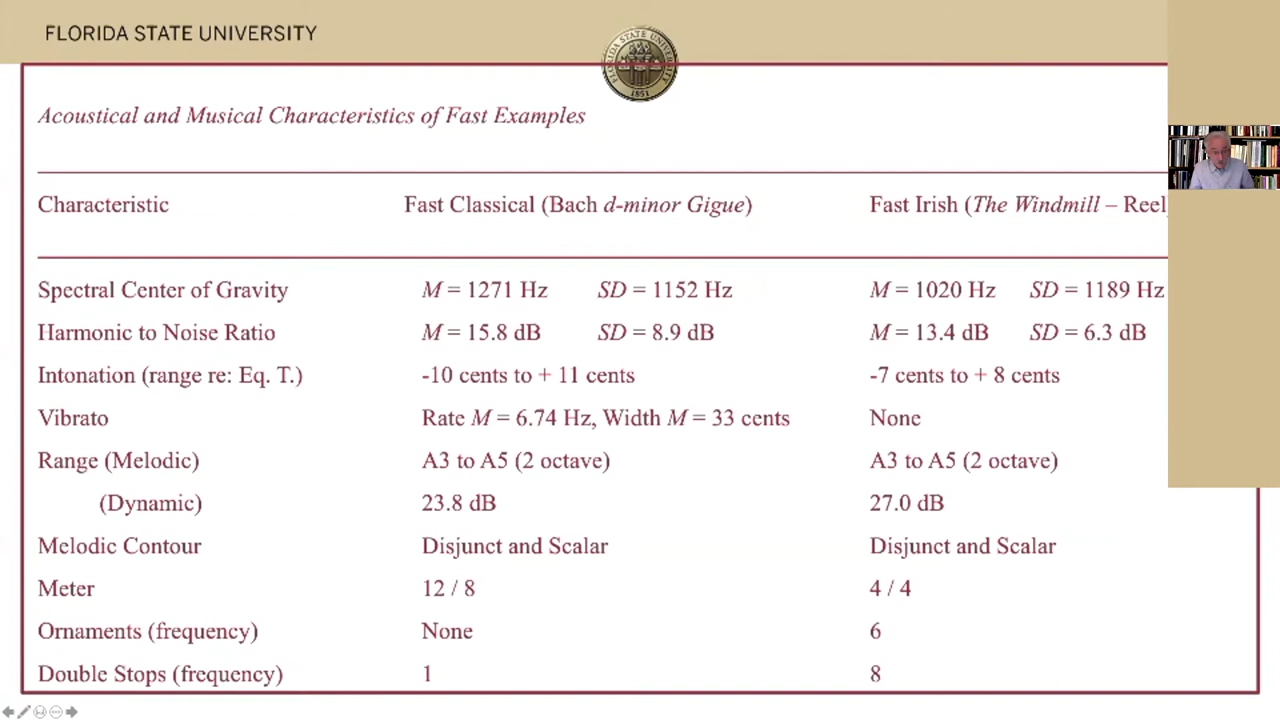 FLORIDA STATE UNIVERSITY
FLORIDA STATE UNIVERSITY
1851
Acoustical and Musical Characteristics of Fast Examples
Characteristic Fast Classical (Bach d-minor Gigue) Fast Irish (The Windmill – Reel
Spectral Center of Gravity M = 1271 Hz SD = 1152 Hz M = 1020 Hz SD = 1189 Hz
Harmonic to Noise Ratio M = 15.8 dB SD = 8.9 dB M = 13.4 dB SD = 6.3 dB
Intonation (range re: Eq. T.) -10 cents to + 11 cents -7 cents to + 8 cents
Vibrato Rate M = 6.74 Hz, Width M = 33 cents None
Range (Melodic) A3 to A5 (2 octave) A3 to A5 (2 octave)
(Dynamic) 23.8 dB 27.0 dB
Melodic Contour Disjunct and Scalar Disjunct and Scalar
Meter 12 / 8 4 / 4
Ornaments (frequency) None 6
Double Stops (frequency) 1 8